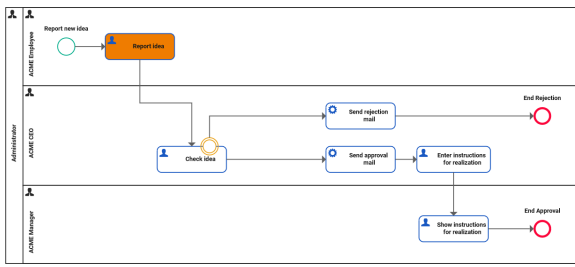 Administrator
ACME Employee
Report new idea
Report idea
ACME CEO
Check idea
Send rejection
mail
End Rejection
Send approval
mail
Enter instructions
for realization
ACME Manager
Show instructions
for realization
End Approval